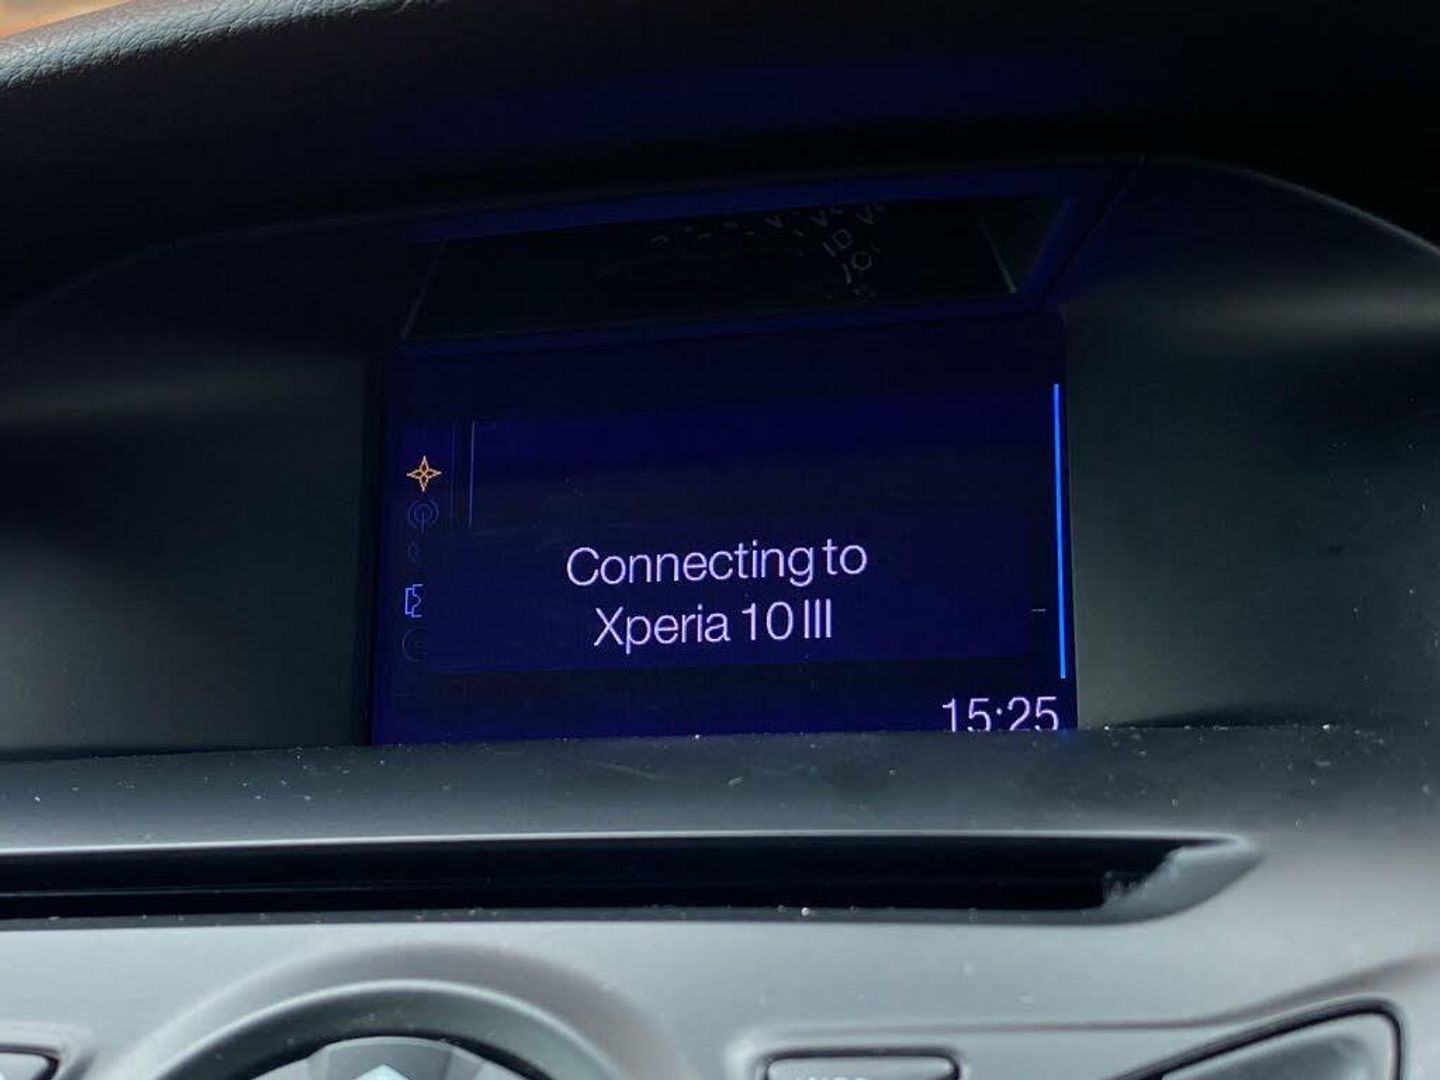 Connecting to
Xperia 10 III
15:25